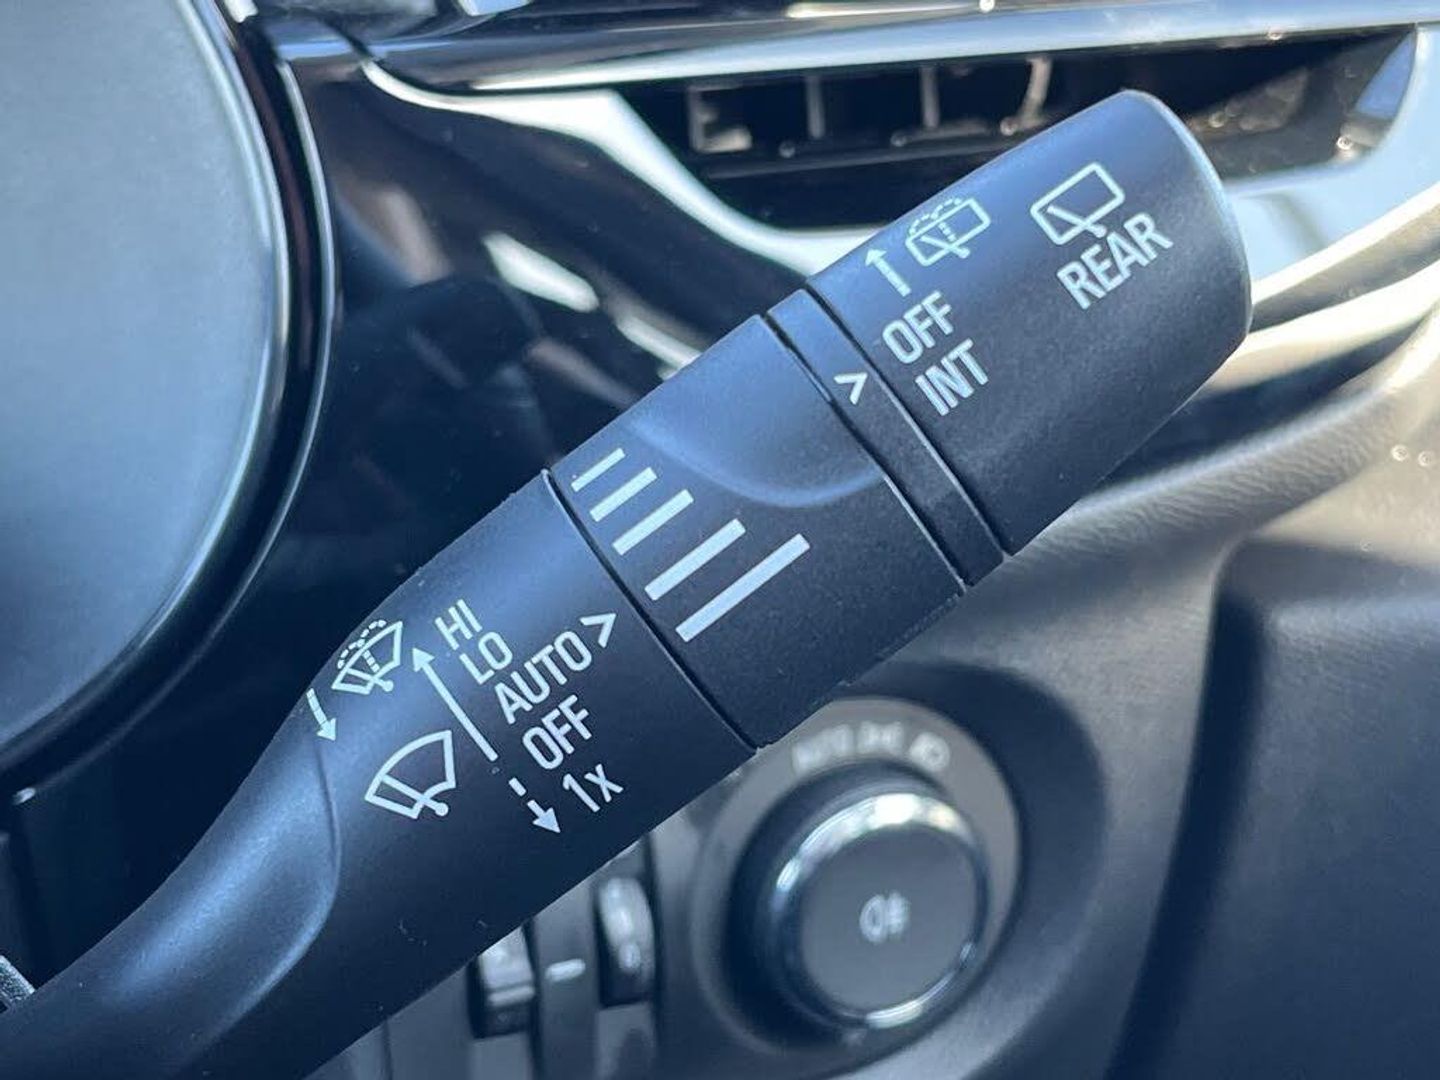 HI
LO
AUTO >
OFF
1x
>
OFF
INT
REAR